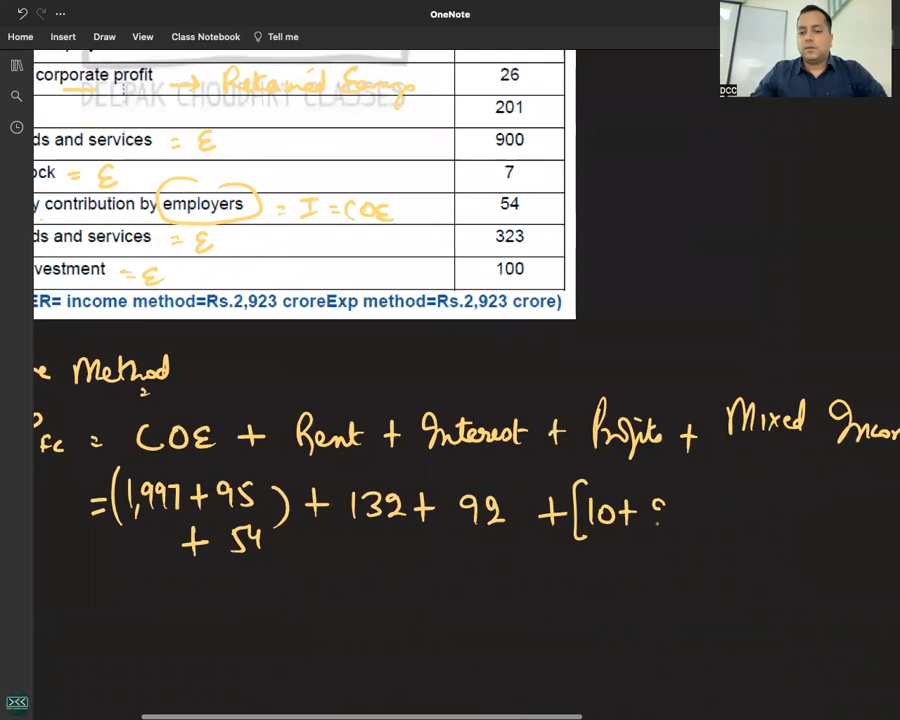 OneNote
Home Insert Draw View Class Notebook Tell me
corporate profit → Retained Earnings 26
DEEPAK CHOUDHRY CLASSES
201
ds and services = E 900
ock = E 7
y contribution by employers = I = COE 54
ds and services = E 323
vestment = E 100
ER= income method=Rs.2,923 croreExp method=Rs.2,923 crore)
Method
FC = COE + Rent + Interest + Profits + Mixed Incom
= (1,997 + 95 + 54) + 132 + 92 + [10+
DCC